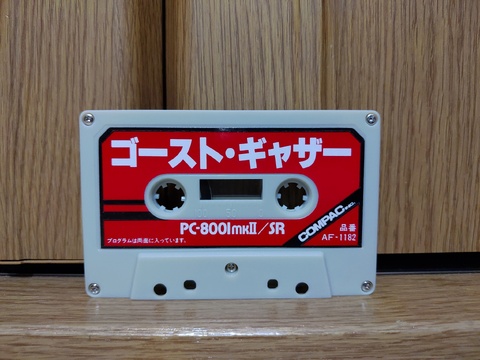 ゴースト・ギャザー
PC-8001mkII/SR
プログラムは両面に入っています。
COMPAC INC.
品番
AF-1182